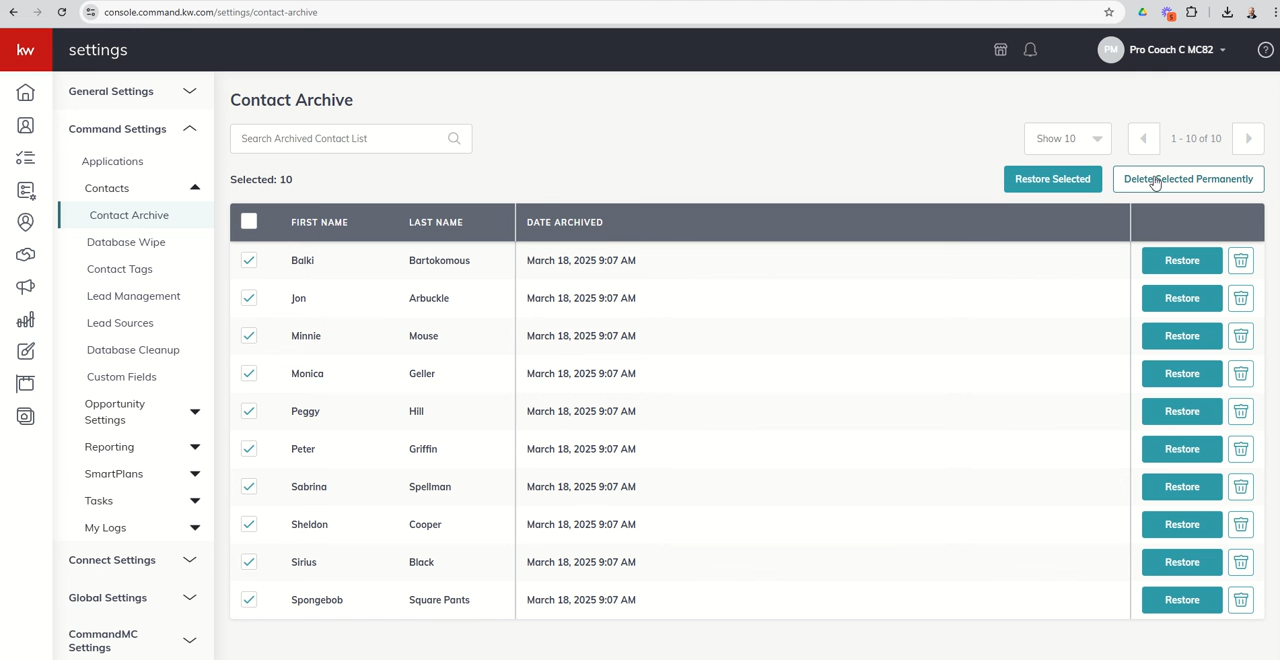 console.command.kw.com/settings/contact-archive
5
kw
settings
PM
Pro Coach C MC82
?
General Settings
Command Settings
Applications
Contacts
Contact Archive
Database Wipe
Contact Tags
Lead Management
Lead Sources
Database Cleanup
Custom Fields
Opportunity
Settings
Reporting
SmartPlans
Tasks
My Logs
Connect Settings
Global Settings
CommandMC
Settings
Contact Archive
Search Archived Contact List
Show 10
1 - 10 of 10
Selected: 10
Restore Selected
Delete Selected Permanently
FIRST NAME LAST NAME DATE ARCHIVED
Balki Bartokomous March 18, 2025 9:07 AM Restore
Jon Arbuckle March 18, 2025 9:07 AM Restore
Minnie Mouse March 18, 2025 9:07 AM Restore
Monica Geller March 18, 2025 9:07 AM Restore
Peggy Hill March 18, 2025 9:07 AM Restore
Peter Griffin March 18, 2025 9:07 AM Restore
Sabrina Spellman March 18, 2025 9:07 AM Restore
Sheldon Cooper March 18, 2025 9:07 AM Restore
Sirius Black March 18, 2025 9:07 AM Restore
Spongebob Square Pants March 18, 2025 9:07 AM Restore